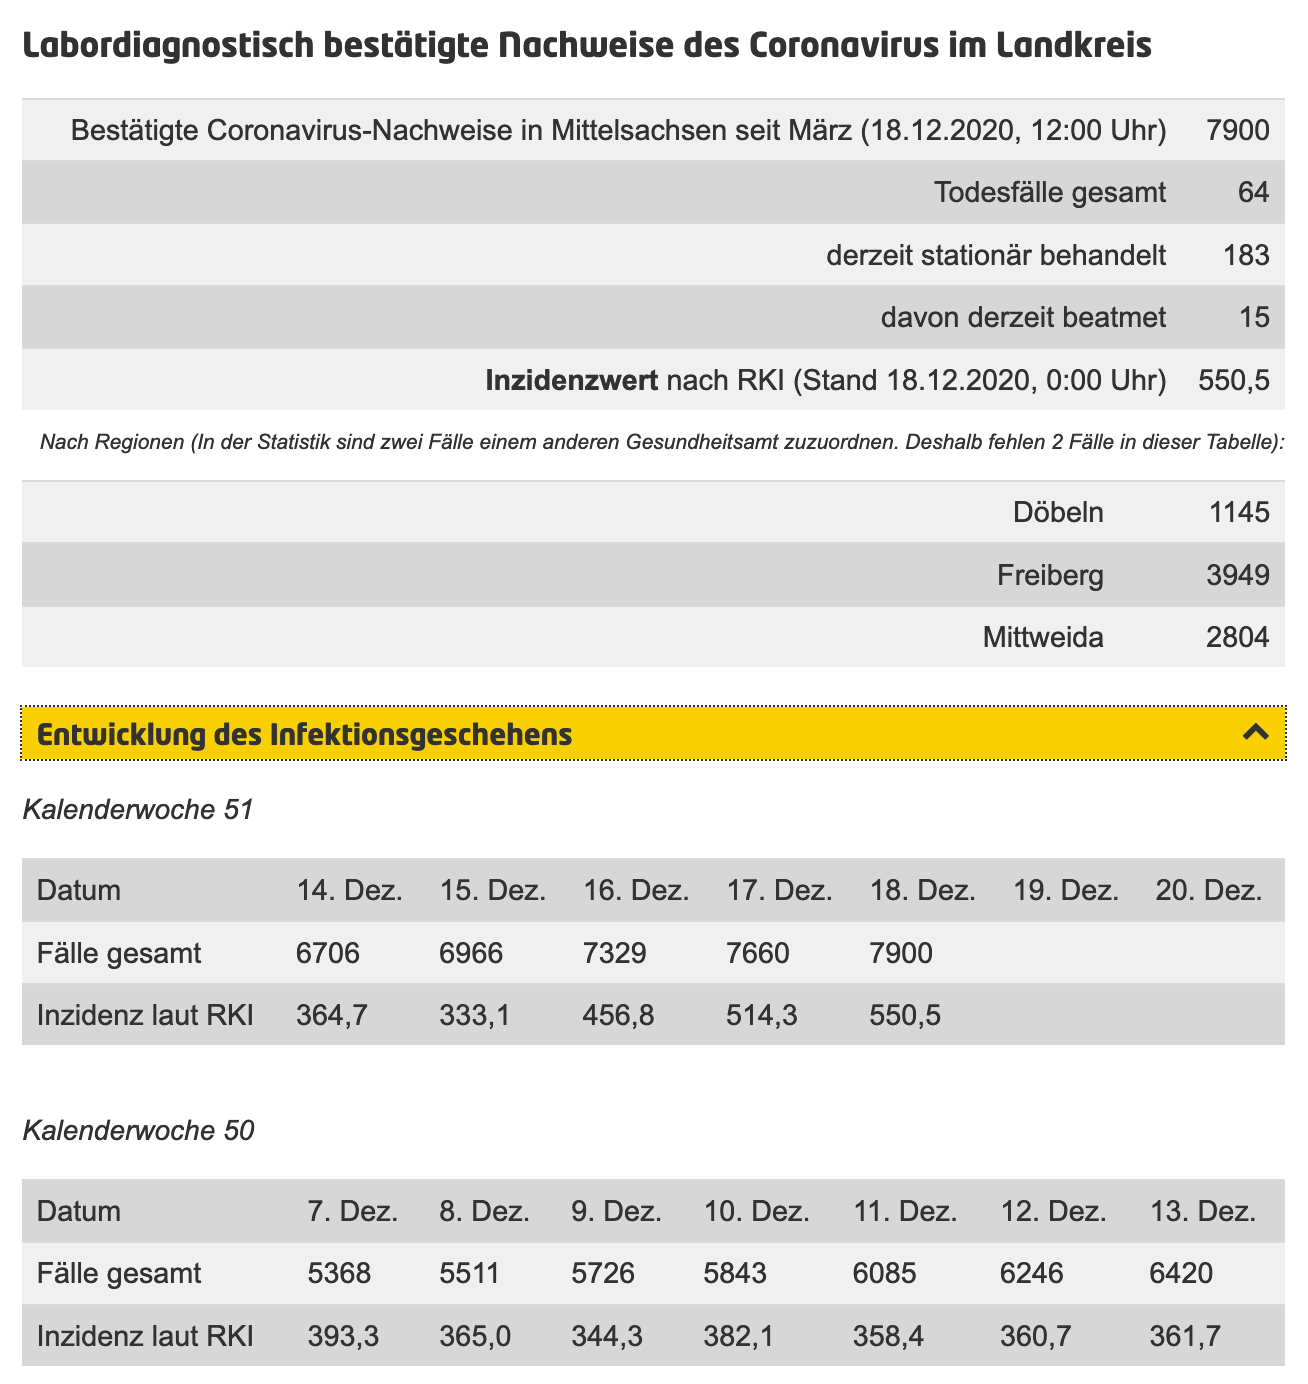 Labordiagnostisch bestätigte Nachweise des Coronavirus im Landkreis
Bestätigte Coronavirus-Nachweise in Mittelsachsen seit März (18.12.2020, 12:00 Uhr) 7900
Todesfälle gesamt 64
derzeit stationär behandelt 183
davon derzeit beatmet 15
Inzidenzwert nach RKI (Stand 18.12.2020, 0:00 Uhr) 550,5
Nach Regionen (In der Statistik sind zwei Fälle einem anderen Gesundheitsamt zuzuordnen. Deshalb fehlen 2 Fälle in dieser Tabelle):
Döbeln 1145
Freiberg 3949
Mittweida 2804
Entwicklung des Infektionsgeschehens
Kalenderwoche 51
Datum 14. Dez. 15. Dez. 16. Dez. 17. Dez. 18. Dez. 19. Dez. 20. Dez.
Fälle gesamt 6706 6966 7329 7660 7900
Inzidenz laut RKI 364,7 333,1 456,8 514,3 550,5
Kalenderwoche 50
Datum 7. Dez. 8. Dez. 9. Dez. 10. Dez. 11. Dez. 12. Dez. 13. Dez.
Fälle gesamt 5368 5511 5726 5843 6085 6246 6420
Inzidenz laut RKI 393,3 365,0 344,3 382,1 358,4 360,7 361,7